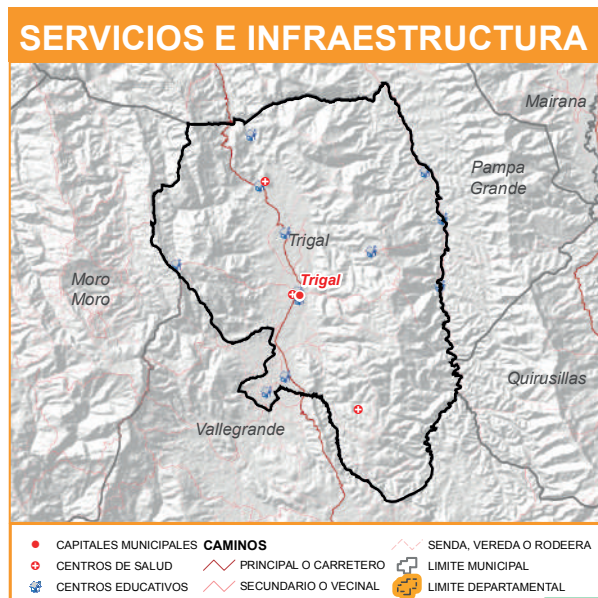 SERVICIOS E INFRAESTRUCTURA
Mairana
Pampa
Grande
Trigal
Trigal
Moro
Moro
Quirusillas
Vallegrande
CAPITALES MUNICIPALES
CENTROS DE SALUD
CENTROS EDUCATIVOS
CAMINOS
PRINCIPAL O CARRETERO
SECUNDARIO O VECINAL
SENDA, VEREDA O RODEERA
LIMITE MUNICIPAL
LIMITE DEPARTAMENTAL